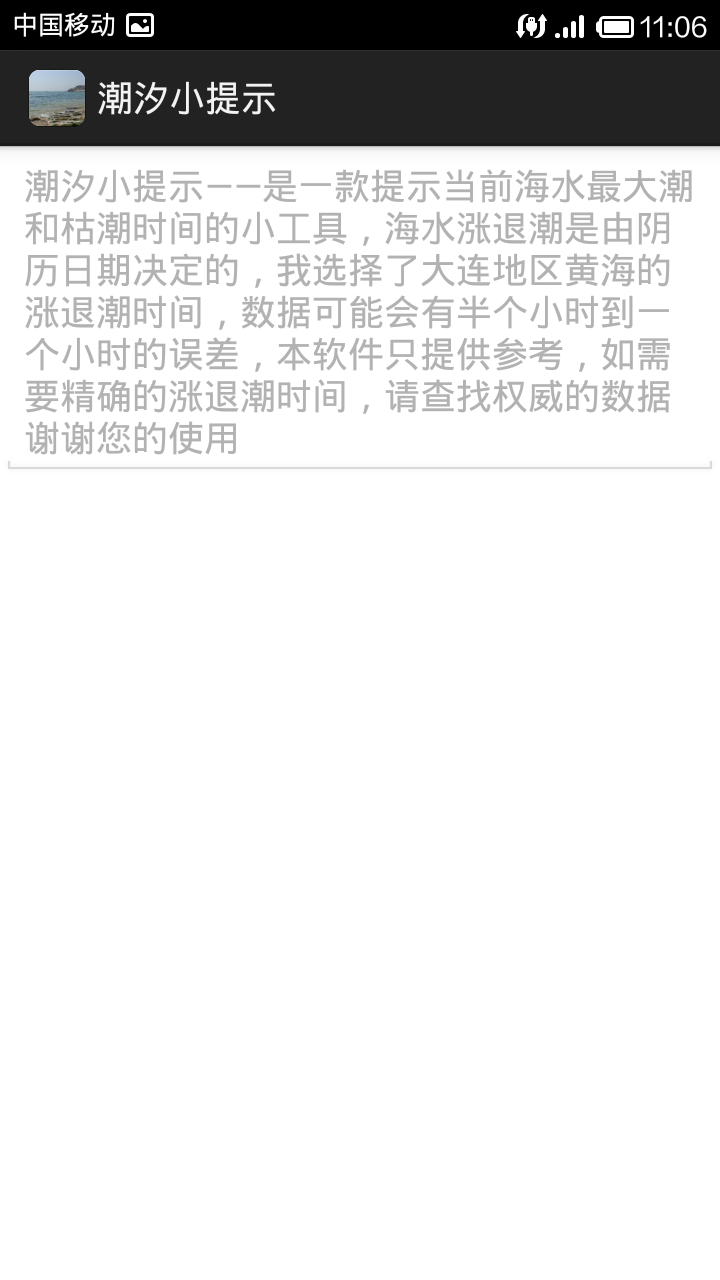 中国移动 11:06
潮汐小提示
潮汐小提示——是一款提示当前海水最大潮
和枯潮时间的小工具，海水涨退潮是由阴
历日期决定的，我选择了大连地区黄海的
涨退潮时间，数据可能会有半个小时到一
个小时的误差，本软件只提供参考，如需
要精确的涨退潮时间，请查找权威的数据
谢谢您的使用